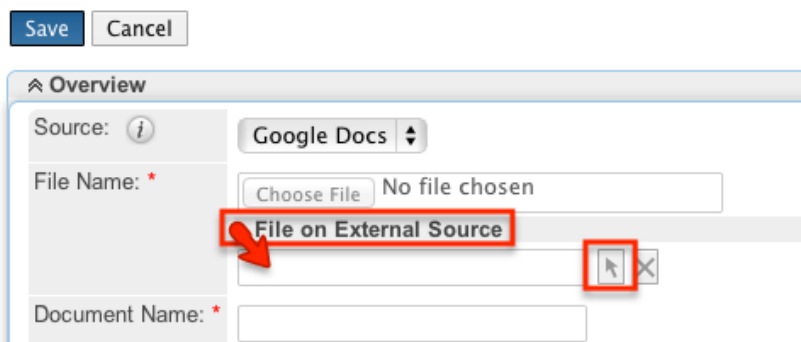 Save Cancel
Overview
Source: i Google Docs
File Name: * Choose File No file chosen
File on External Source
Document Name: *